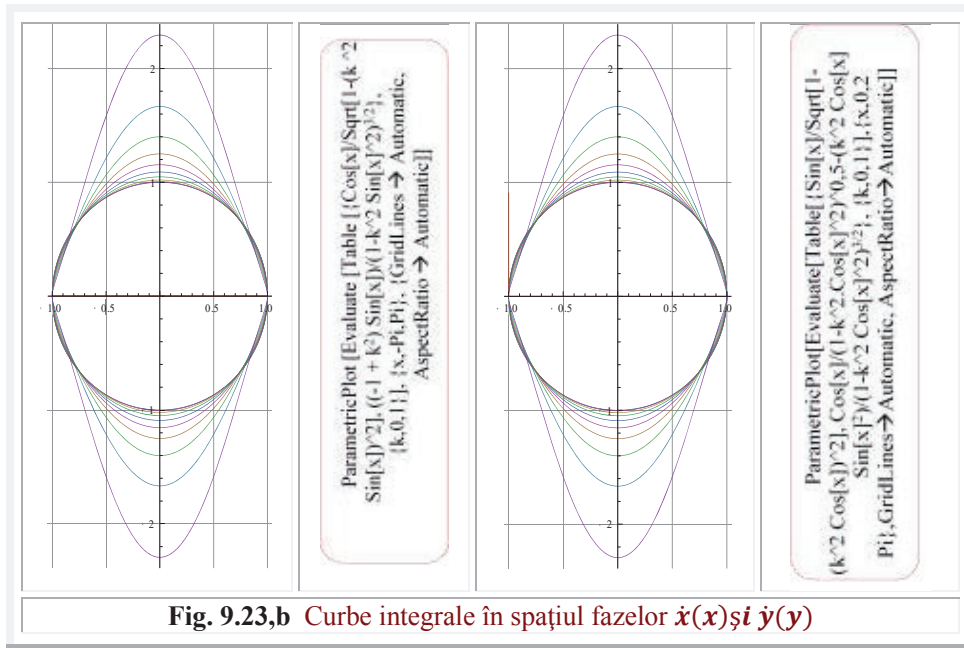 2
1
- 1.0
- 0.5
0.5
1.0
- 1
- 2
ParametricPlot [Evaluate [Table [{Cos[x]/Sqrt[1-(k^2
Sin[x])^2], ((-1 + k²) Sin[x])/(1-k^2 Sin[x]^2)^3/2},
{k,0,1}], {x,-Pi,Pi}, {GridLines → Automatic,
AspectRatio → Automatic}]
2
1
- 1.0
- 0.5
0.5
1.0
- 1
- 2
ParametricPlot[Evaluate[Table[{Sin[x]/Sqrt[1-
(k^2 Cos[x])^2], Cos[x]/(1-k^2 Cos[x]^2)^0,5-(k^2 Cos[x]
Sin[x]^2)/(1-k^2 Cos[x]^2)^3/2}, {k,0,1}],{x,0,2
Pi},GridLines→Automatic, AspectRatio→Automatic]]
Fig. 9.23,b Curbe integrale în spațiul fazelor ẋ(x)și ẏ(y)